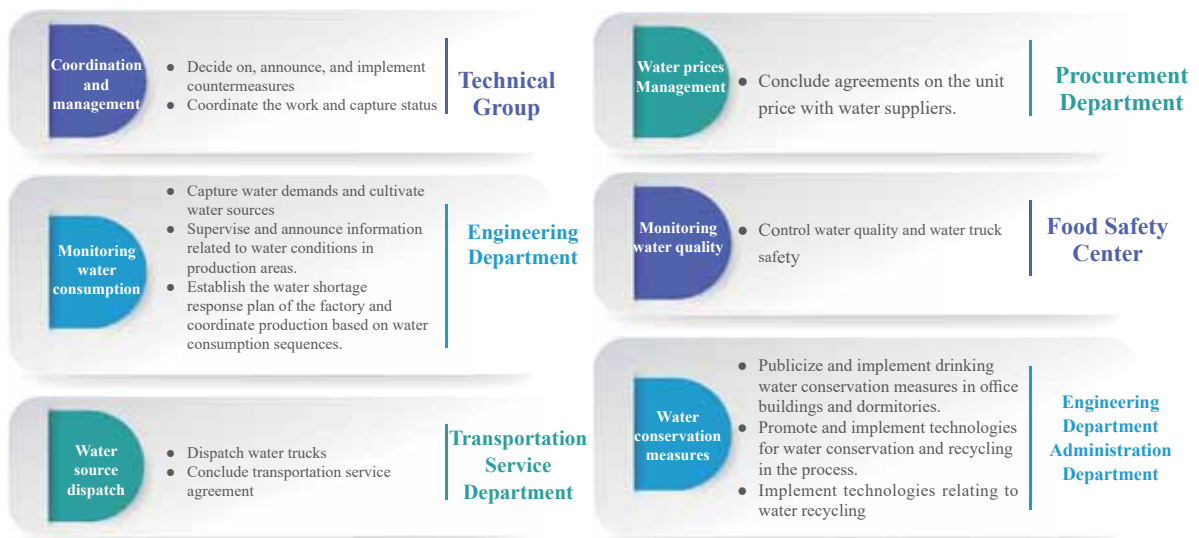 Coordination
and
management
● Decide on, announce, and implement
countermeasures
● Coordinate the work and capture status
Technical
Group
Monitoring
water
consumption
● Capture water demands and cultivate
water sources
● Supervise and announce information
related to water conditions in
production areas.
● Establish the water shortage
response plan of the factory and
coordinate production based on water
consumption sequences.
Engineering
Department
Water
source
dispatch
● Dispatch water trucks
● Conclude transportation service
agreement
Transportation
Service
Department
Water prices
Management
● Conclude agreements on the unit
price with water suppliers.
Procurement
Department
Monitoring
water quality
● Control water quality and water truck
safety
Food Safety
Center
Water
conservation
measures
● Publicize and implement drinking
water conservation measures in office
buildings and dormitories.
● Promote and implement technologies
for water conservation and recycling
in the process.
● Implement technologies relating to
water recycling
Engineering
Department
Administration
Department